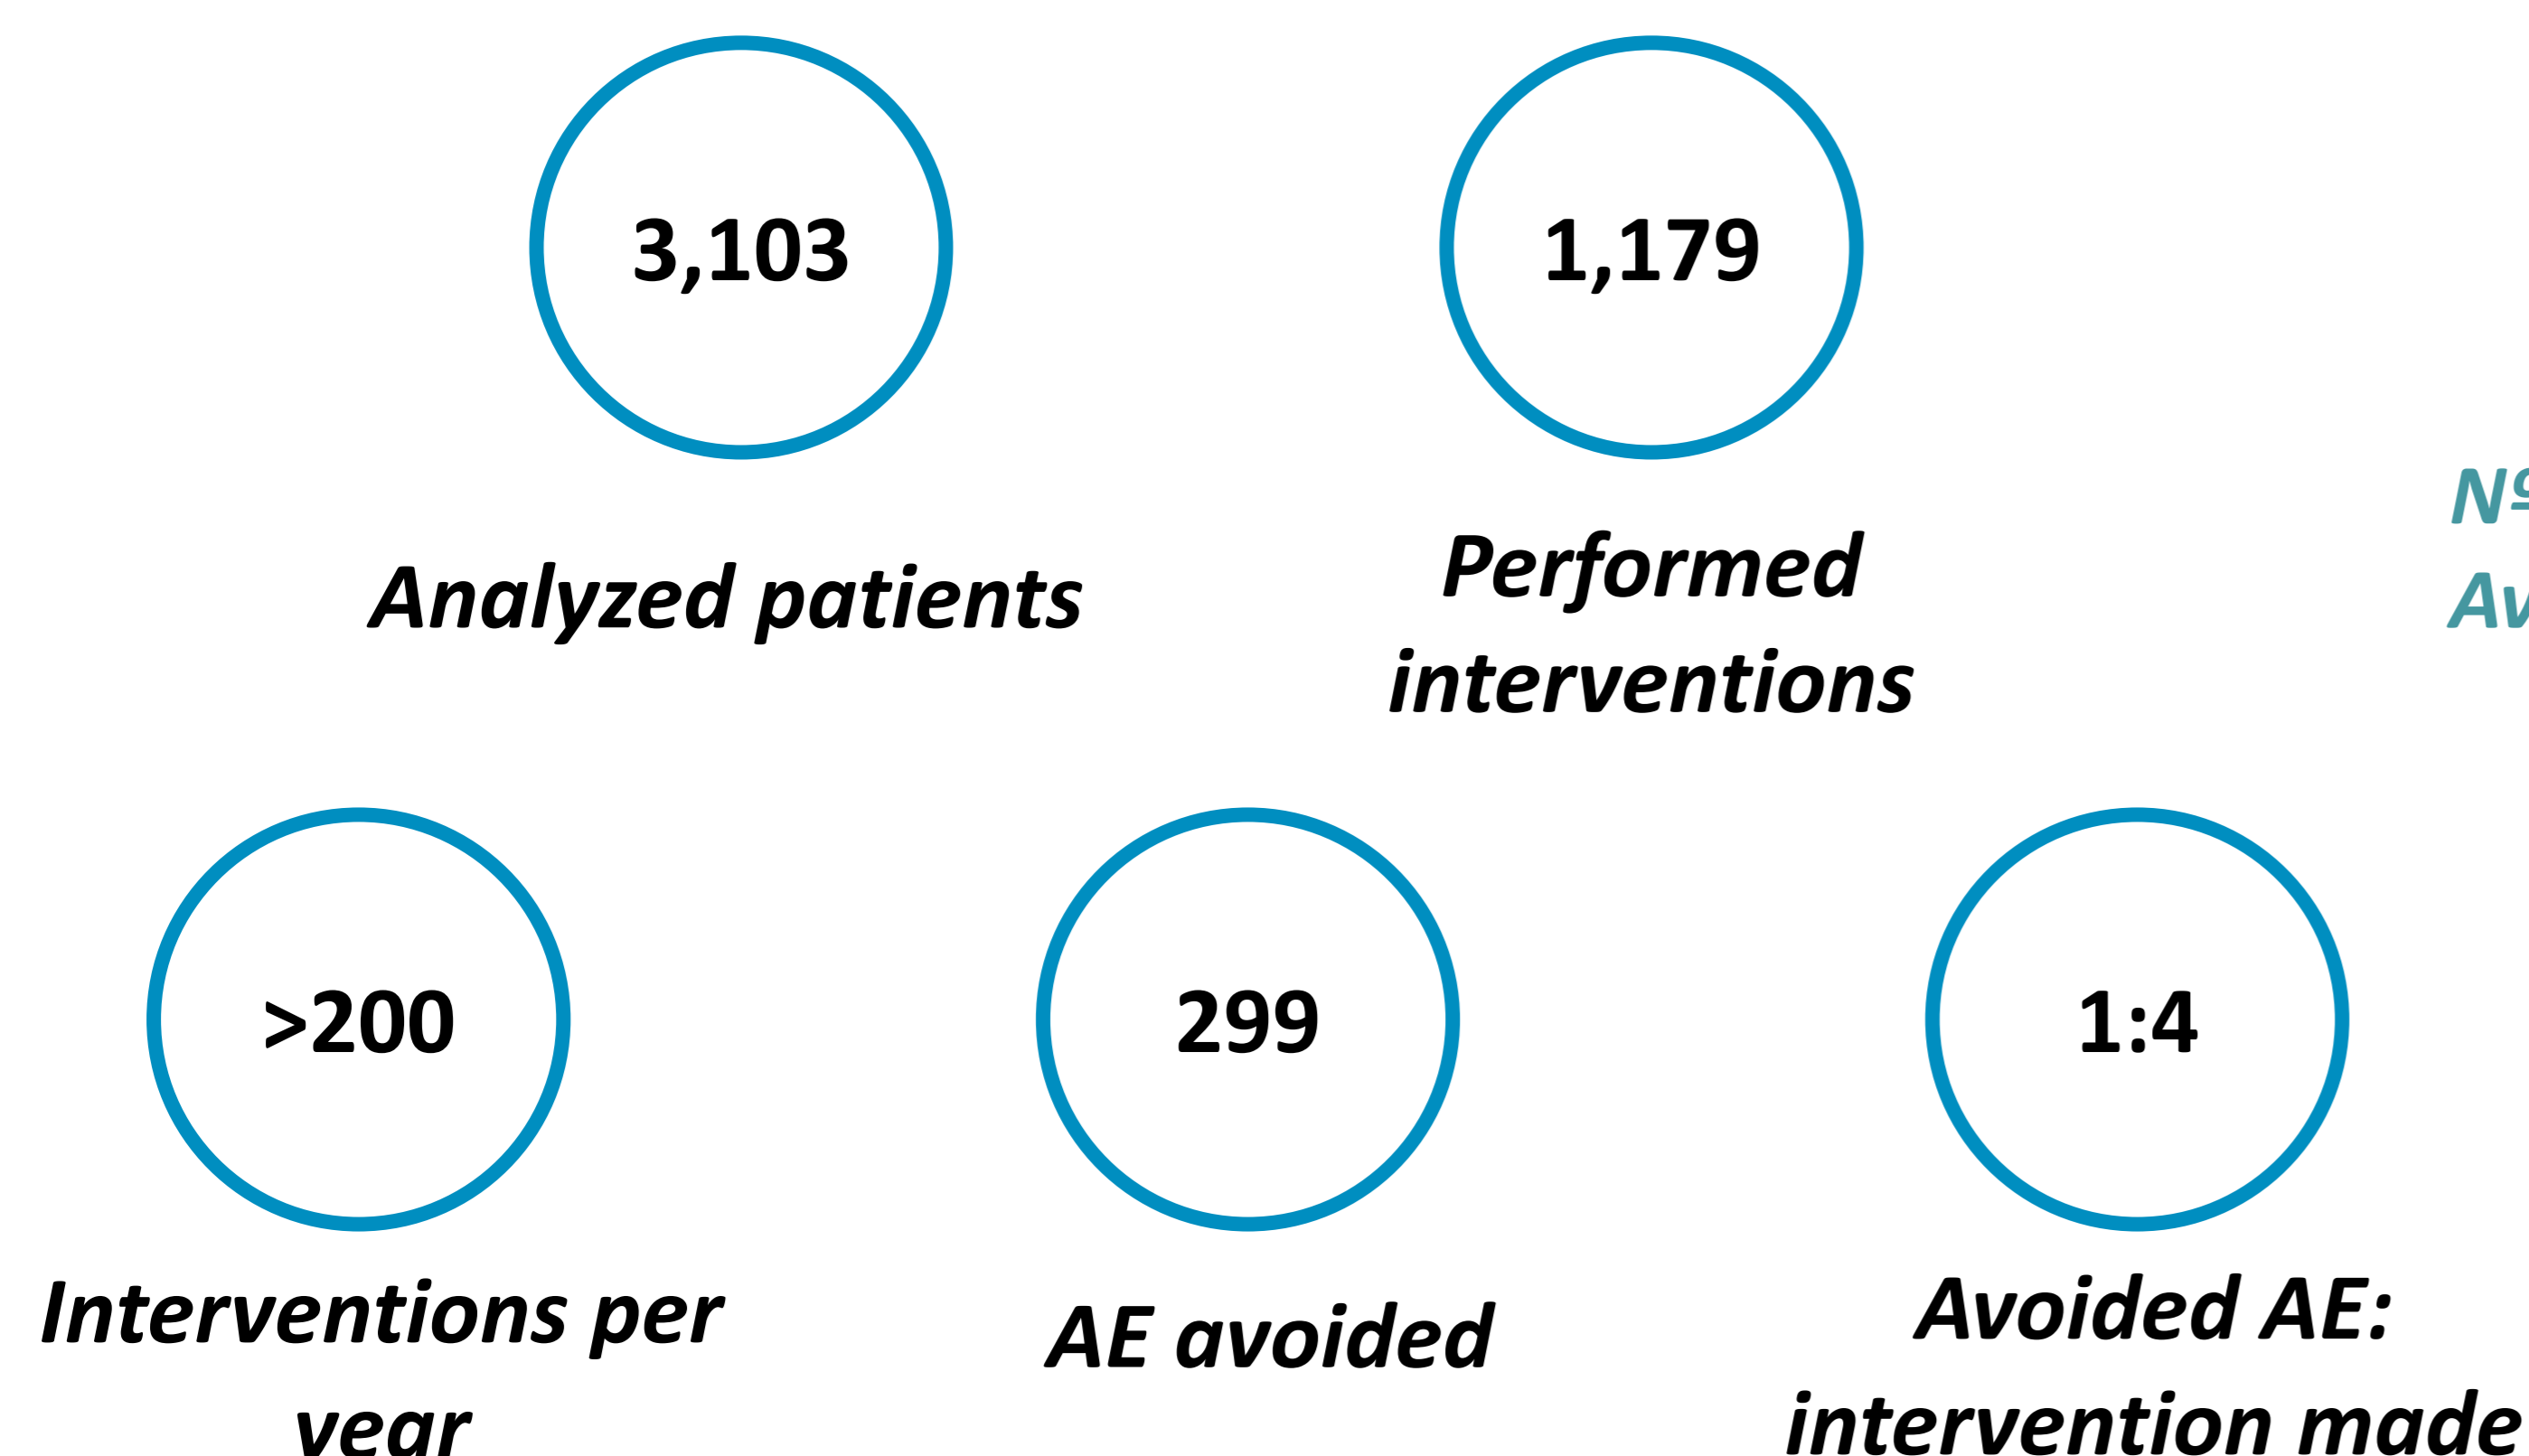 3,103
1,179
Analyzed patients
Performed
interventions
Nº
>200
299
1:4
Interventions per
year
AE avoided
Avoided AE:
intervention made